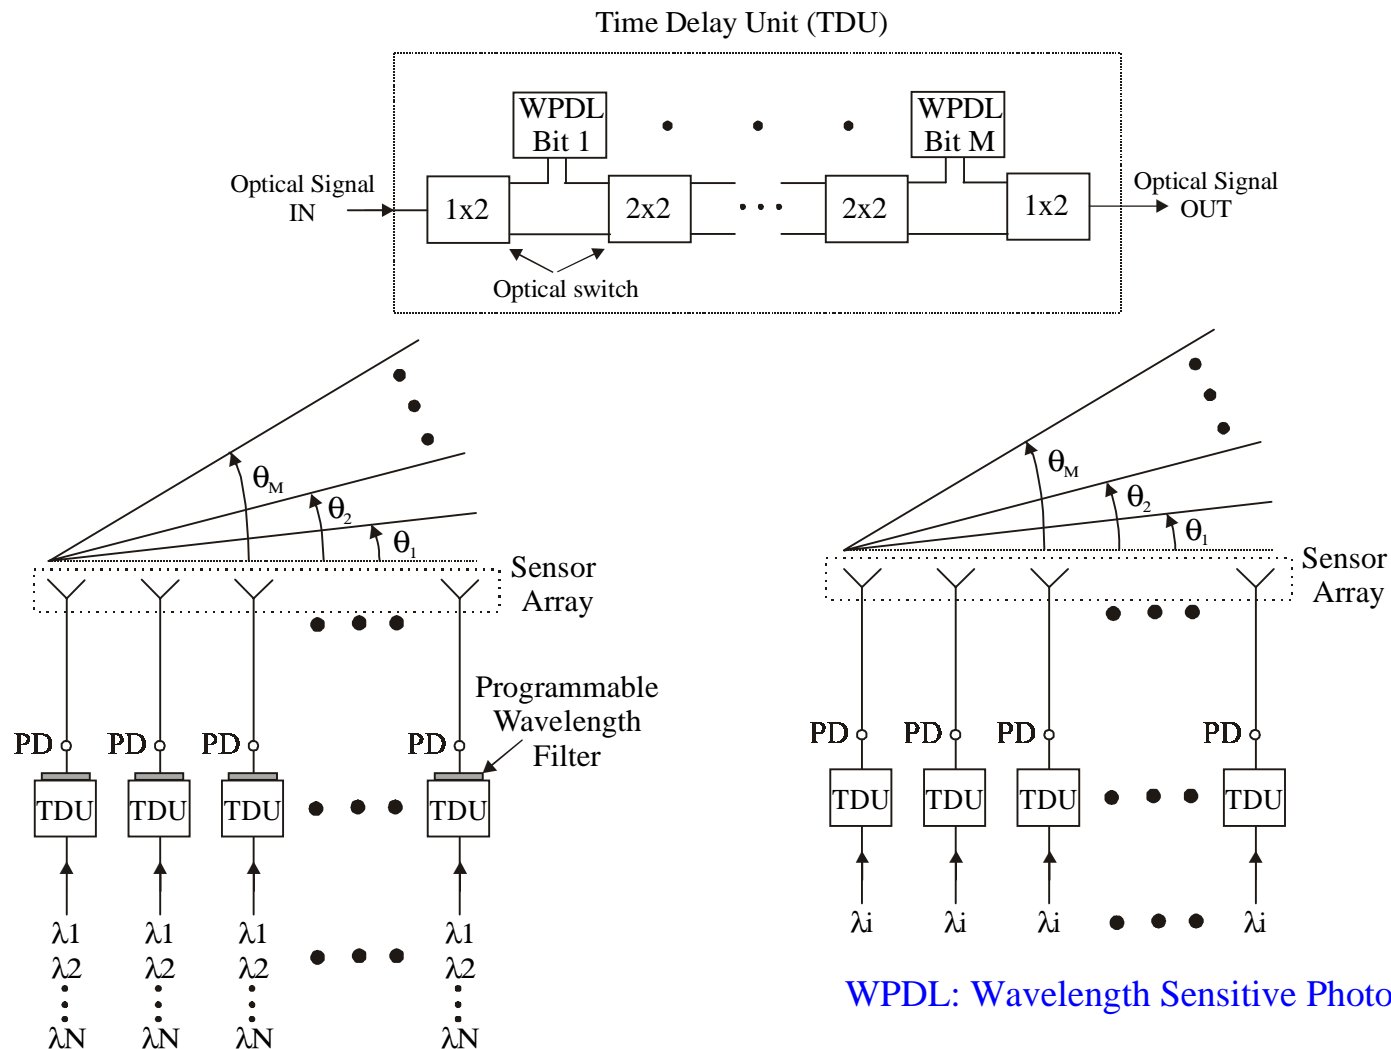 Time Delay Unit (TDU)
WPDL
Bit 1
WPDL
Bit M
Optical Signal
IN
1x2
2x2
2x2
1x2
Optical Signal
OUT
Optical switch
θM
θ2
θ1
Sensor
Array
Programmable
Wavelength
Filter
PD PD PD PD
TDU TDU TDU TDU
λ1 λ1 λ1 λ1
λ2 λ2 λ2 λ2
λN λN λN λN
θM
θ2
θ1
Sensor
Array
PD PD PD PD
TDU TDU TDU TDU
λi λi λi λi
WPDL: Wavelength Sensitive Photo